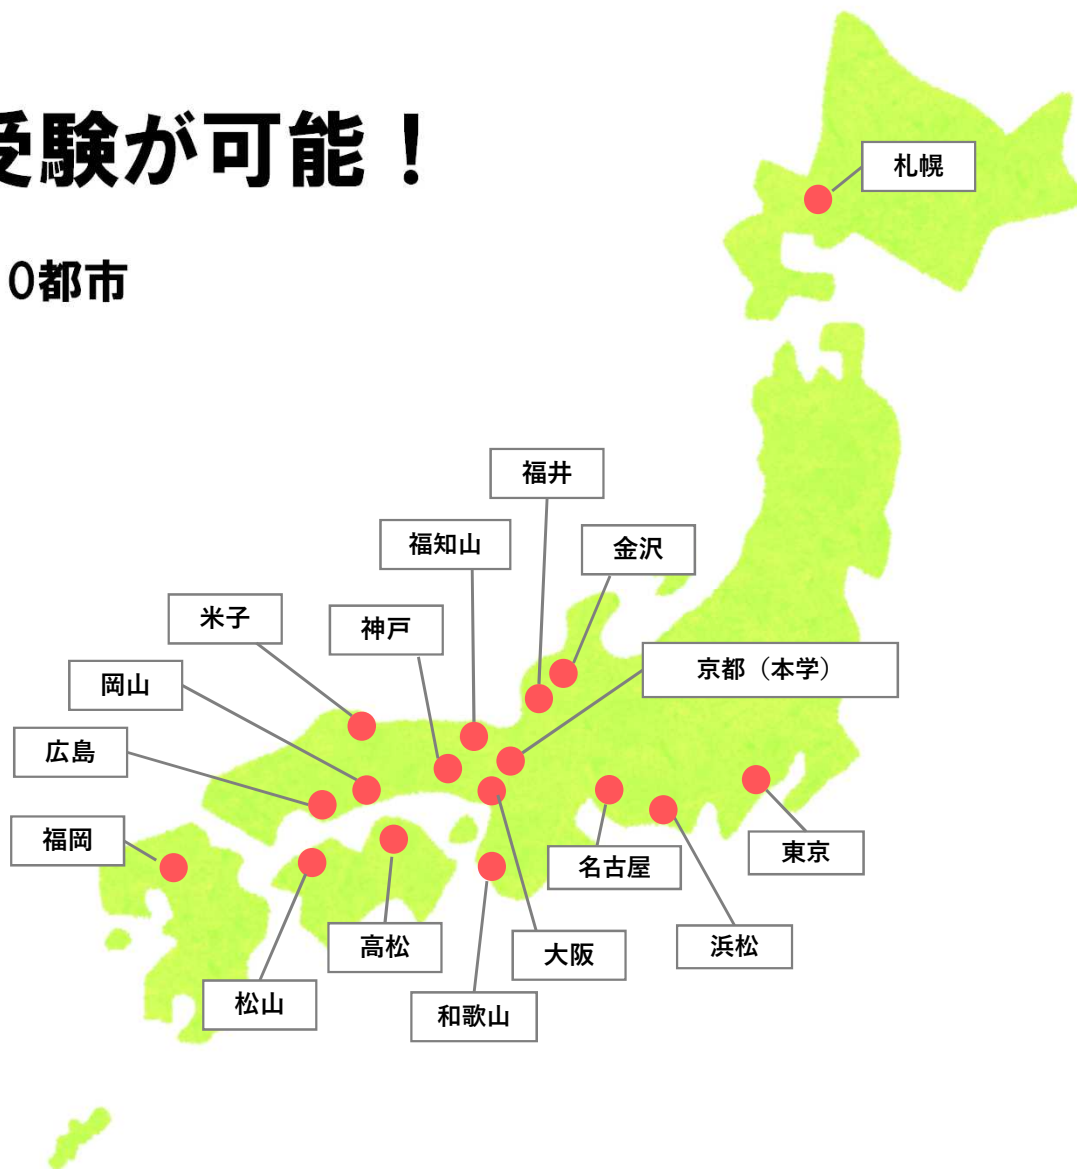 受験が可能！
0都市
札幌
福井
福知山
金沢
米子
神戸
京都（本学）
岡山
広島
福岡
東京
名古屋
高松
大阪
浜松
松山
和歌山